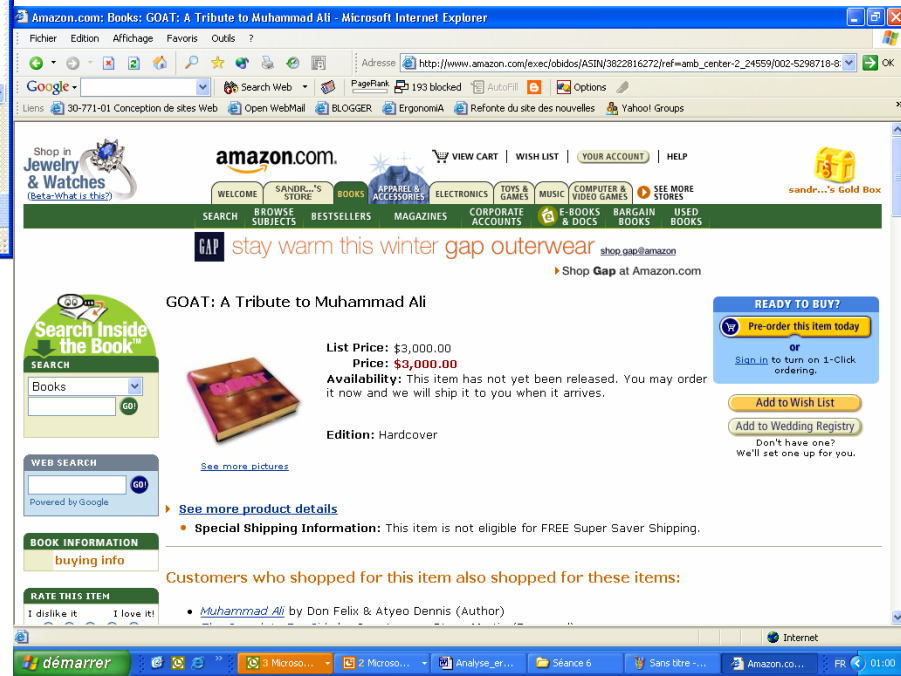 Amazon.com: Books: GOAT: A Tribute to Muhammad Ali - Microsoft Internet Explorer
Fichier Edition Affichage Favoris Outils ?
Adresse http://www.amazon.com/exec/obidos/ASIN/3822816272/ref=amb_center-2_24559/002-5298718-8 OK
Google Search Web PageRank 193 blocked AutoFill Options
Liens 30-771-01 Conception de sites Web Open WebMail BLOGGER ErgonomiA Refonte du site des nouvelles Yahoo! Groups
Shop in
Jewelry
& Watches
(Beta-What is this?)
amazon.com.
VIEW CART | WISH LIST | YOUR ACCOUNT | HELP
WELCOME SANDR...'S STORE BOOKS APPAREL & ACCESSORIES ELECTRONICS TOYS & GAMES MUSIC COMPUTER & VIDEO GAMES SEE MORE STORES
sandr...'s Gold Box
SEARCH BROWSE SUBJECTS BESTSELLERS MAGAZINES CORPORATE ACCOUNTS E-BOOKS & DOCS BARGAIN BOOKS USED BOOKS
GAP stay warm this winter gap outerwear shop gap@amazon
Shop Gap at Amazon.com
Search Inside
the Book™
SEARCH
Books
GO!
WEB SEARCH
GO!
Powered by Google
BOOK INFORMATION
buying info
RATE THIS ITEM
I dislike it I love it!
GOAT: A Tribute to Muhammad Ali
GOAT
See more pictures
List Price: $3,000.00
Price: $3,000.00
Availability: This item has not yet been released. You may order
it now and we will ship it to you when it arrives.
Edition: Hardcover
READY TO BUY?
Pre-order this item today
or
Sign in to turn on 1-Click
ordering.
Add to Wish List
Add to Wedding Registry
Don't have one?
We'll set one up for you.
See more product details
• Special Shipping Information: This item is not eligible for FREE Super Saver Shipping.
Customers who shopped for this item also shopped for these items:
• Muhammad Ali by Don Felix & Atyeo Dennis (Author)
Internet
démarrer 3 Microso... 2 Microso... Analyse_er... Séance 6 Sans titre -... Amazon.co... FR 01:00